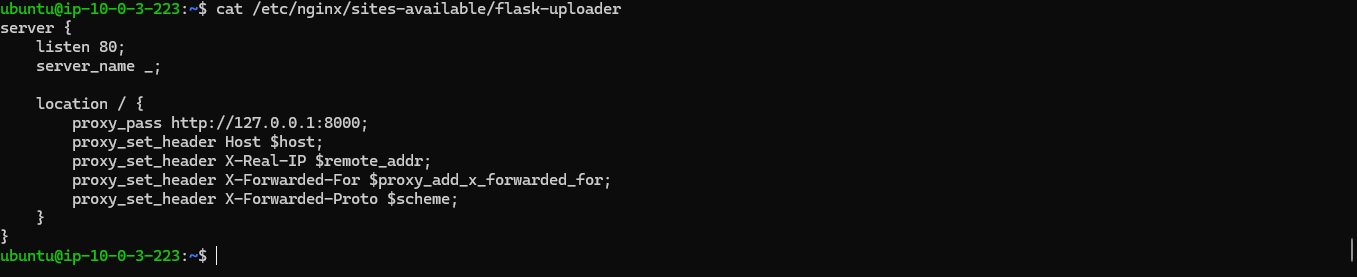 ubuntu@ip-10-0-3-223:~$ cat /etc/nginx/sites-available/flask-uploader
server {
    listen 80;
    server_name _;

    location / {
        proxy_pass http://127.0.0.1:8000;
        proxy_set_header Host $host;
        proxy_set_header X-Real-IP $remote_addr;
        proxy_set_header X-Forwarded-For $proxy_add_x_forwarded_for;
        proxy_set_header X-Forwarded-Proto $scheme;
    }
}
ubuntu@ip-10-0-3-223:~$